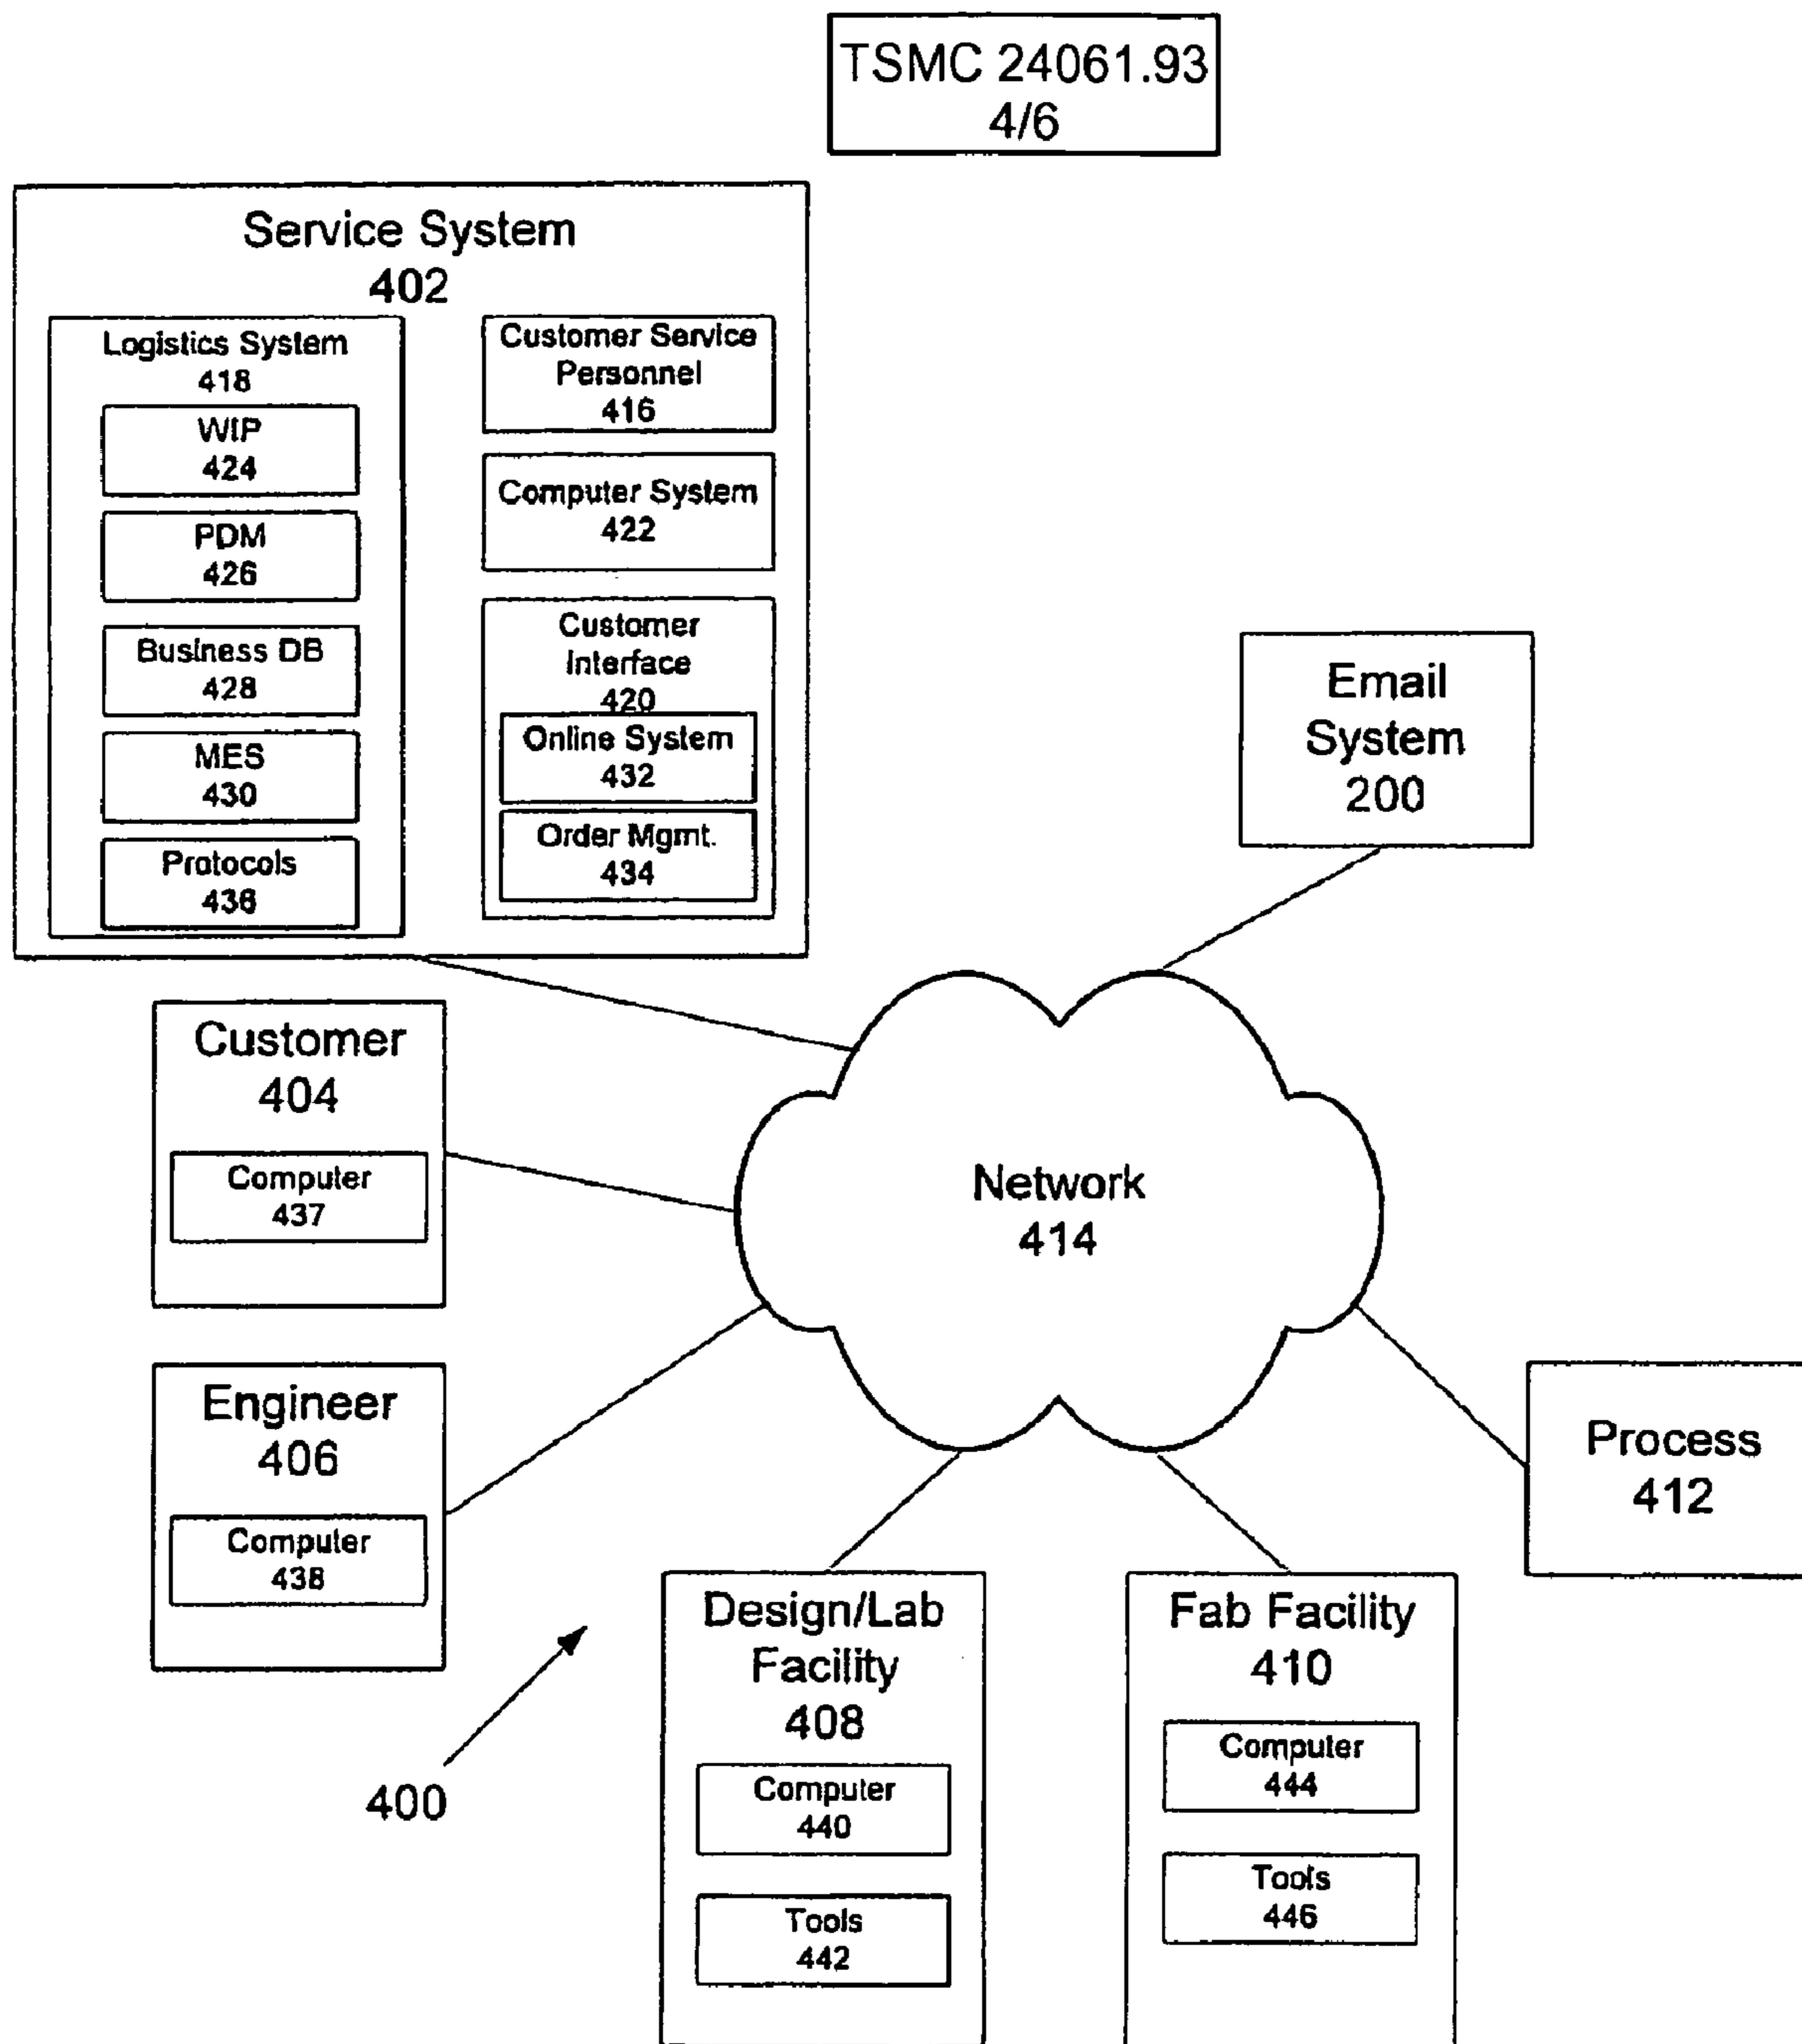 TSMC 24061.93
4/6
Service System
402
Logistics System
418
WIP
424
PDM
426
Business DB
428
MES
430
Protocols
436
Customer Service
Personnel
416
Computer System
422
Customer
Interface
420
Online System
432
Order Mgmt.
434
Email
System
200
Customer
404
Computer
437
Network
414
Engineer
406
Computer
438
Process
412
400
Design/Lab
Facility
408
Computer
440
Tools
442
Fab Facility
410
Computer
444
Tools
446